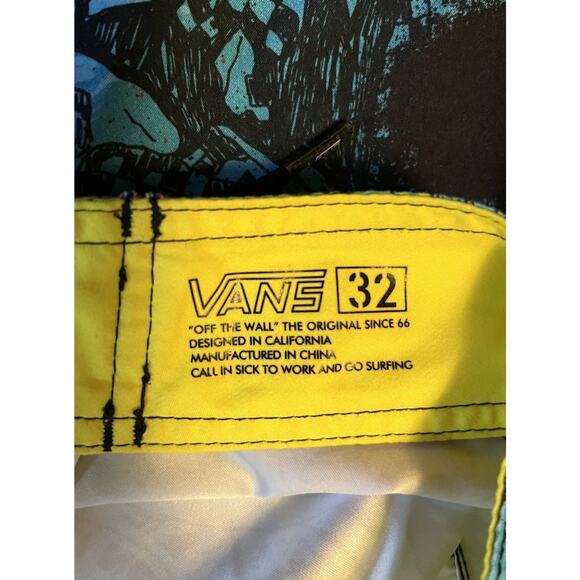 VANS 32
"OFF THE WALL" THE ORIGINAL SINCE 66
DESIGNED IN CALIFORNIA
MANUFACTURED IN CHINA
CALL IN SICK TO WORK AND GO SURFING